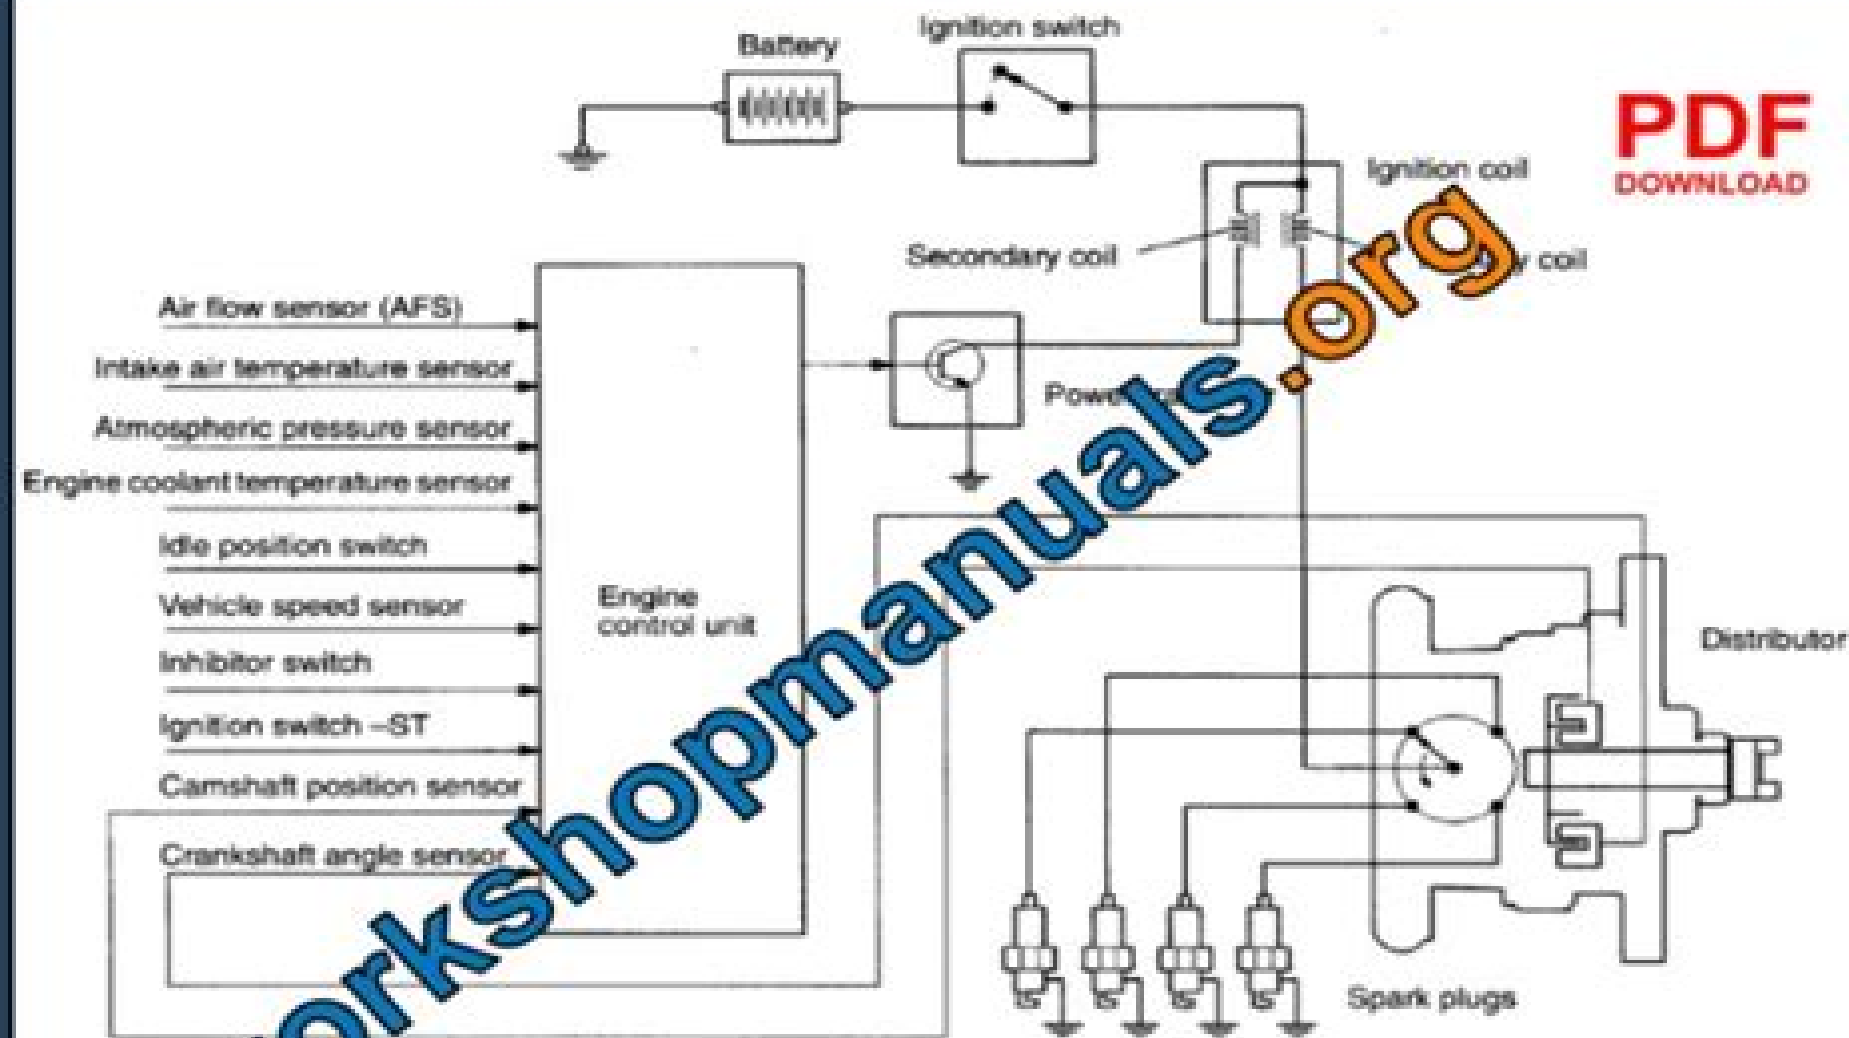 Ignition switch
Battery
PDF
DOWNLOAD
Ignition coil
Secondary coil
coil
Air flow sensor (AFS)
Intake air temperature sensor
Atmospheric pressure sensor
Engine coolant temperature sensor
Idle position switch
Vehicle speed sensor
Inhibitor switch
Ignition switch –ST
Camshaft position sensor
Crankshaft angle sensor
Engine
control unit
Distributor
Spark plugs
orkshopmanuals.org